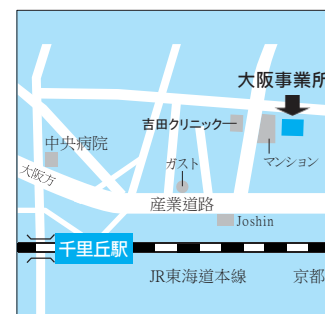 大阪事業所
吉田クリニック
中央病院
ガスト
マンション
大阪方
産業道路
Joshin
千里丘駅
JR東海道本線
京都